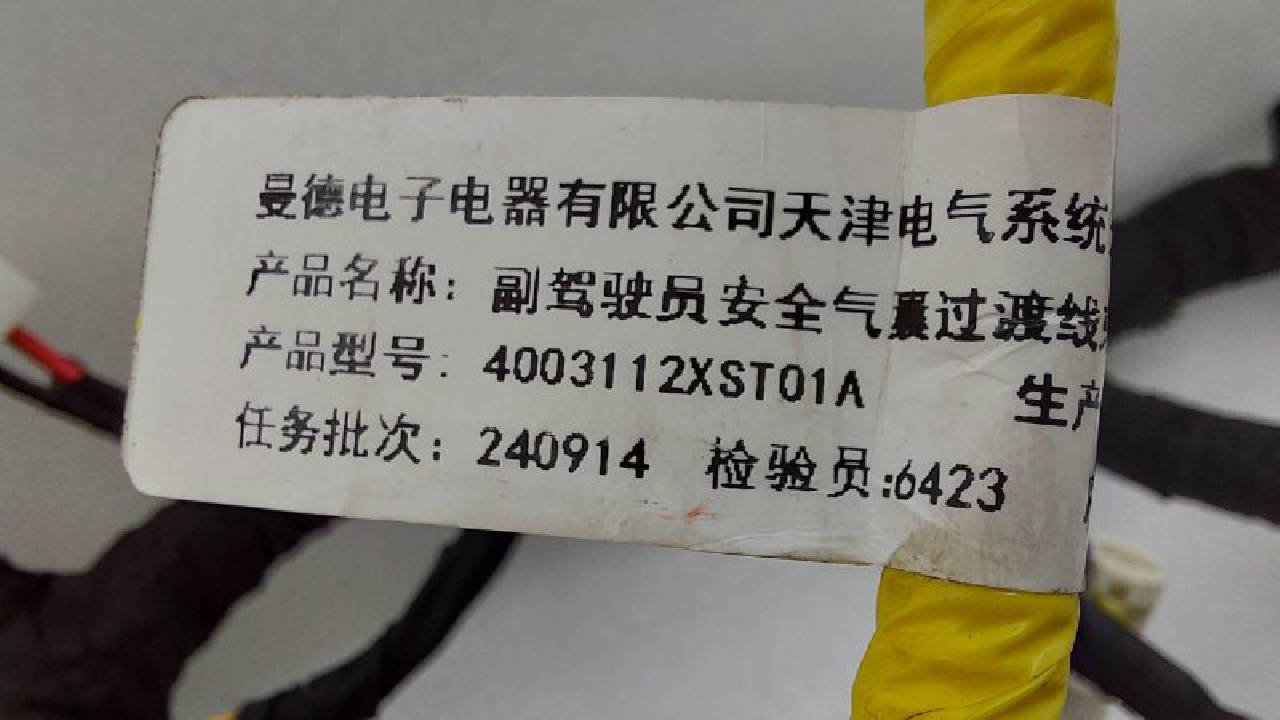 曼德电子电器有限公司天津电气系统
产品名称: 副驾驶员安全气囊过渡线
产品型号: 4003112XST01A 生产
任务批次: 240914 检验员:6423